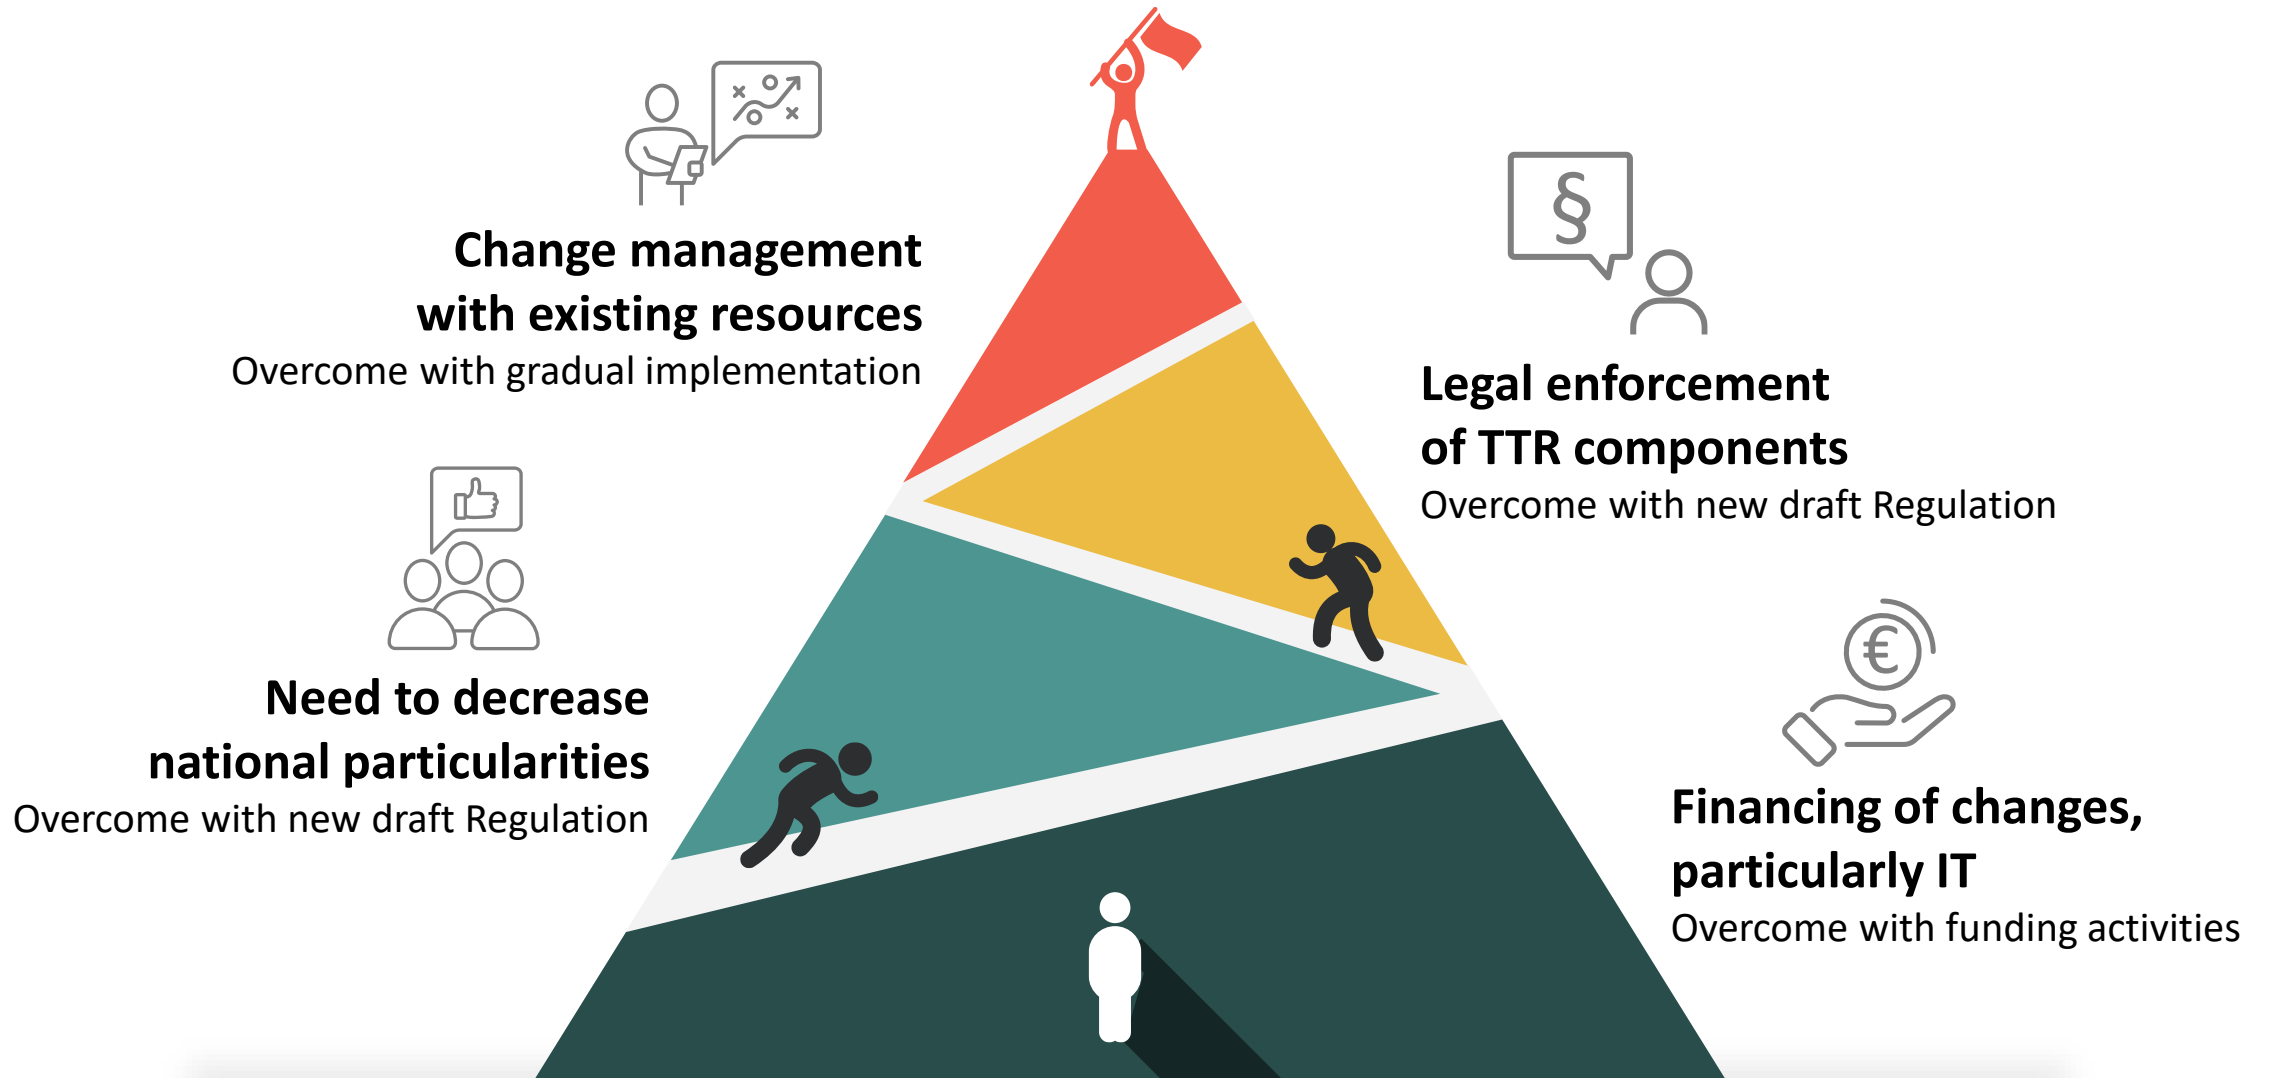 Change management
with existing resources
Overcome with gradual implementation
§
Legal enforcement
of TTR components
Overcome with new draft Regulation
Need to decrease
national particularities
Overcome with new draft Regulation
€
Financing of changes,
particularly IT
Overcome with funding activities